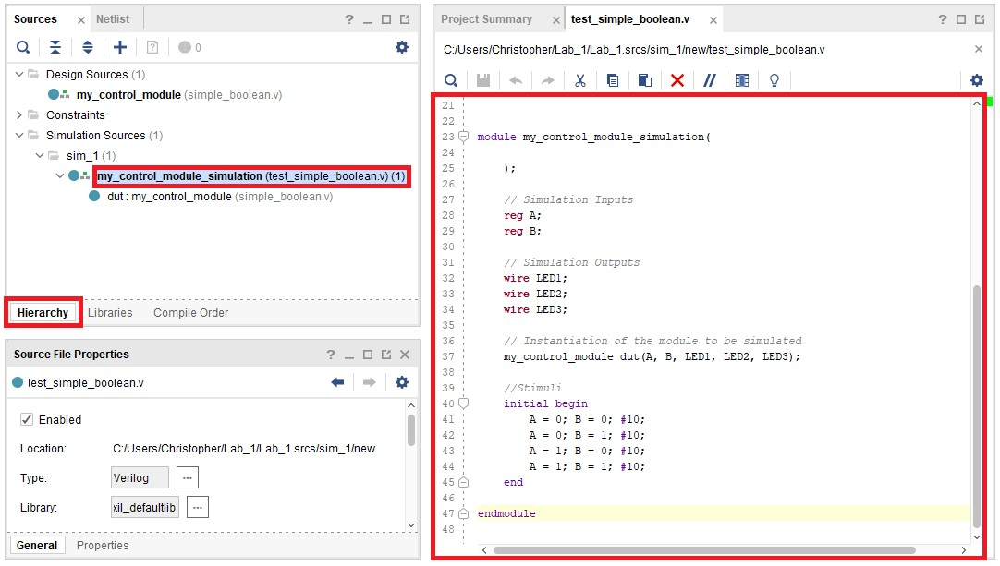 Sources × Netlist ?
? 0
Design Sources (1)
my_control_module (simple_boolean.v)
Constraints
Simulation Sources (1)
sim_1 (1)
my_control_module_simulation (test_simple_boolean.v) (1)
dut : my_control_module (simple_boolean.v)
Hierarchy Libraries Compile Order
Source File Properties ?
test_simple_boolean.v
Enabled
Location: C:/Users/Christopher/Lab_1/Lab_1.srcs/sim_1/new
Type: Verilog ...
Library: xil_defaultlib ...
General Properties
Project Summary × test_simple_boolean.v × ?
C:/Users/Christopher/Lab_1/Lab_1.srcs/sim_1/new/test_simple_boolean.v ×
//
21
22
23 module my_control_module_simulation(
24
25 );
26
27 // Simulation Inputs
28 reg A;
29 reg B;
30
31 // Simulation Outputs
32 wire LED1;
33 wire LED2;
34 wire LED3;
35
36 // Instantiation of the module to be simulated
37 my_control_module dut(A, B, LED1, LED2, LED3);
38
39 //Stimuli
40 initial begin
41 A = 0; B = 0; #10;
42 A = 0; B = 1; #10;
43 A = 1; B = 0; #10;
44 A = 1; B = 1; #10;
45 end
46
47 endmodule
48